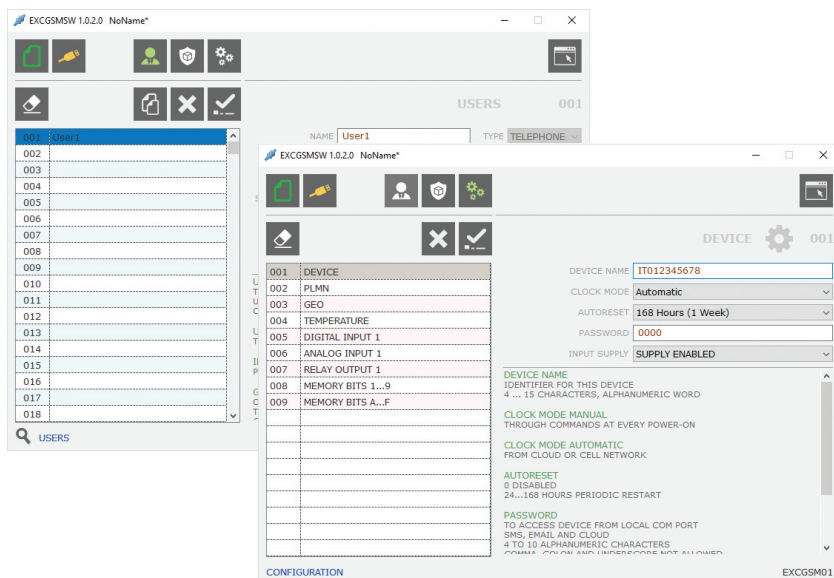 EXCGSMSW 1.0.2.0 NoName*
USERS 001
NAME User1 TYPE TELEPHONE
001 User1
002
003
004
005
006
007
008
009
010
011
012
013
014
015
016
017
018
USERS
EXCGSMSW 1.0.2.0 NoName*
DEVICE 001
001 DEVICE
002 PLMN
003 GEO
004 TEMPERATURE
005 DIGITAL INPUT 1
006 ANALOG INPUT 1
007 RELAY OUTPUT 1
008 MEMORY BITS 1...9
009 MEMORY BITS A...F
DEVICE NAME IT012345678
CLOCK MODE Automatic
AUTORESET 168 Hours (1 Week)
PASSWORD 0000
INPUT SUPPLY SUPPLY ENABLED
DEVICE NAME
IDENTIFIER FOR THIS DEVICE
4 ... 15 CHARACTERS, ALPHANUMERIC WORD
CLOCK MODE MANUAL
THROUGH COMMANDS AT EVERY POWER-ON
CLOCK MODE AUTOMATIC
FROM CLOUD OR CELL NETWORK
AUTORESET
0 DISABLED
24...168 HOURS PERIODIC RESTART
PASSWORD
TO ACCESS DEVICE FROM LOCAL COM PORT
SMS, EMAIL AND CLOUD
4 TO 10 ALPHANUMERIC CHARACTERS
COMMA, COLON AND UNDERSCORE NOT ALLOWED
CONFIGURATION
EXCGSM01